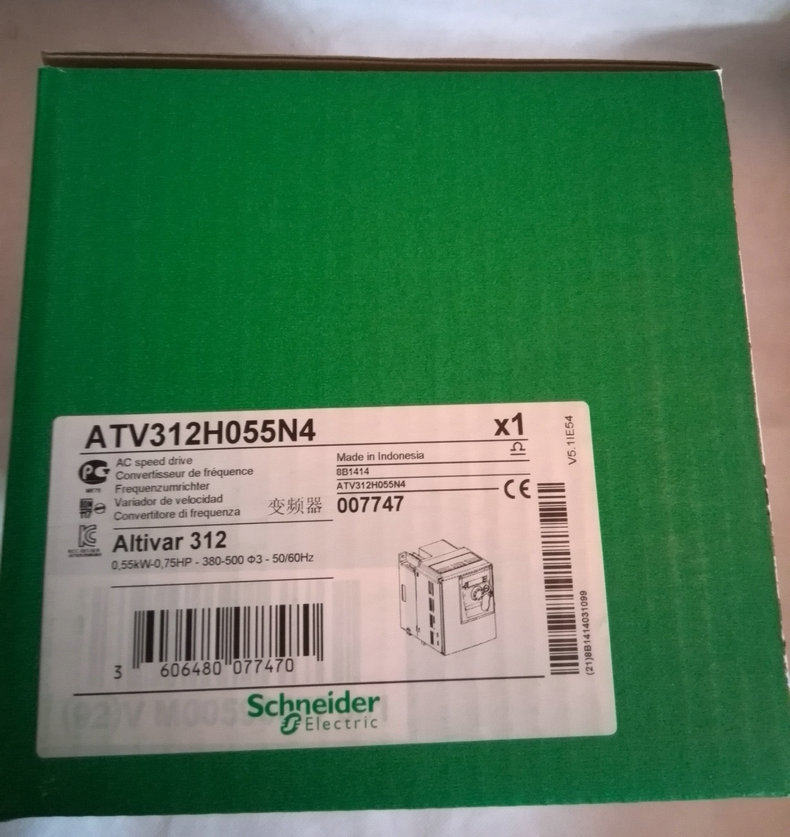 ATV312H055N4
x1
AC speed drive
Convertisseur de fréquence
Frequenzumrichter
Variador de velocidad
Convertitore di frequenza
变频器
Made in Indonesia
8B1414
ATV312H055N4
007747
CE
Altivar 312
0,55kW-0,75HP - 380-500 Φ3 - 50/60Hz
3 606480 077470
V5.1IE54
(21)8B1414031099
Schneider
Electric